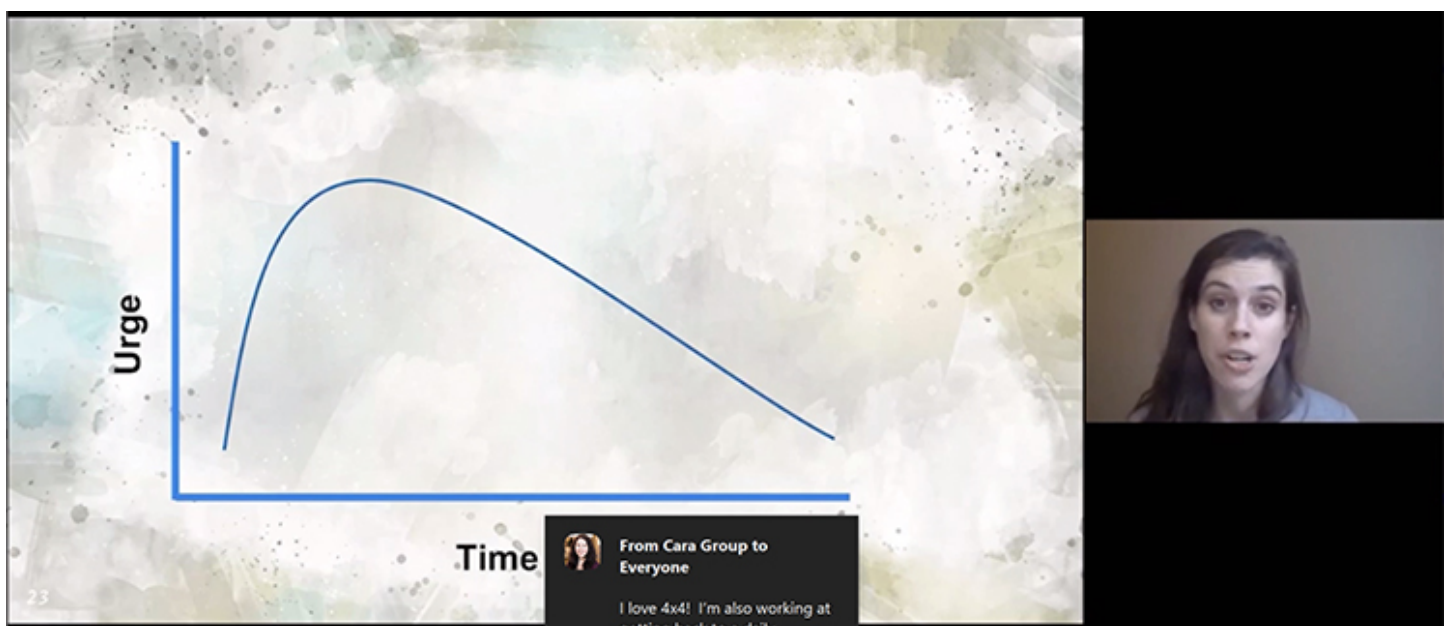 Urge
Time
From Cara Group to
Everyone
I love 4x4! I'm also working at
23